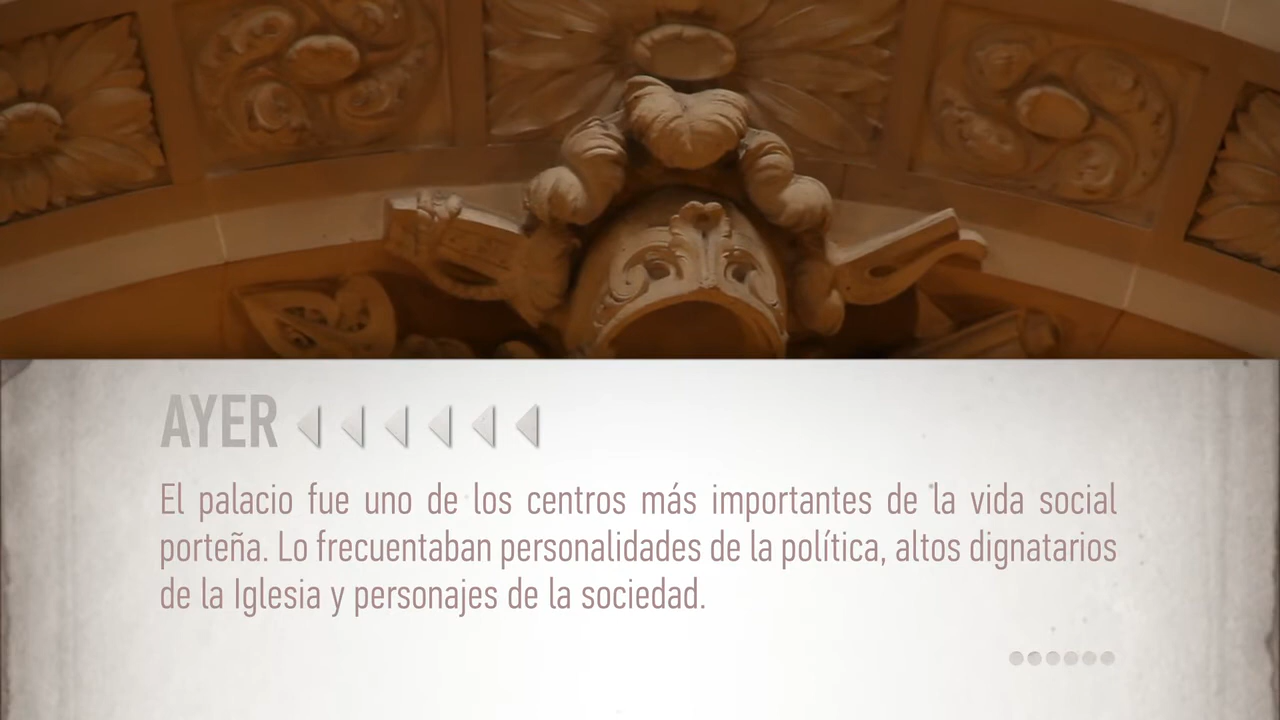 AYER
El palacio fue uno de los centros más importantes de la vida social
porteña. Lo frecuentaban personalidades de la política, altos dignatarios
de la Iglesia y personajes de la sociedad.